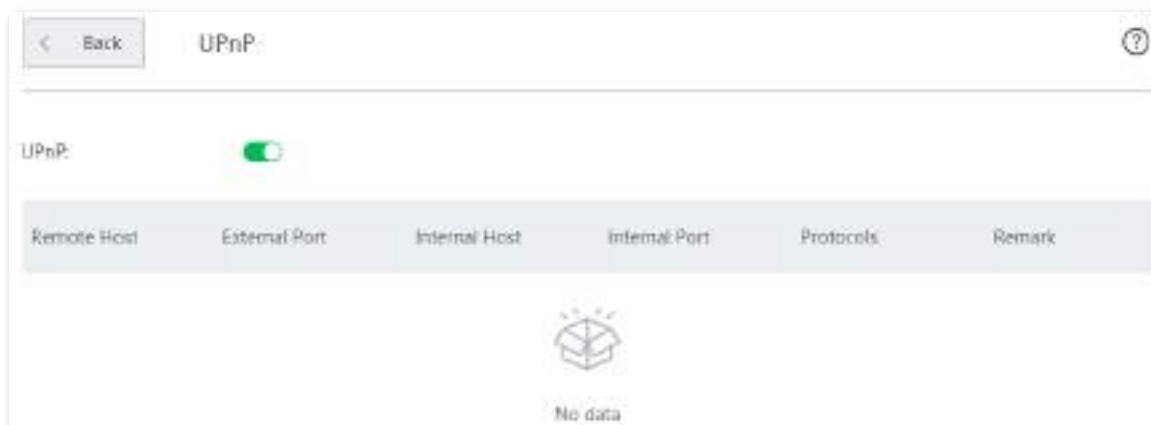 < Back UPnP ?
UPnP:
Remote Host External Port Internal Host Internal Port Protocols Remark
No data